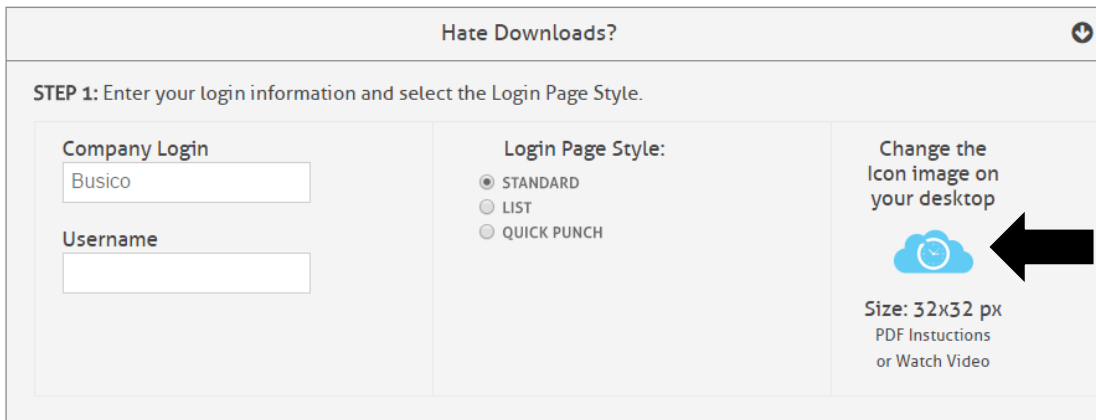 Hate Downloads?
STEP 1: Enter your login information and select the Login Page Style.
Company Login
Busico
Username
Login Page Style:
STANDARD
LIST
QUICK PUNCH
Change the
Icon image on
your desktop
Size: 32x32 px
PDF Instuctions
or Watch Video